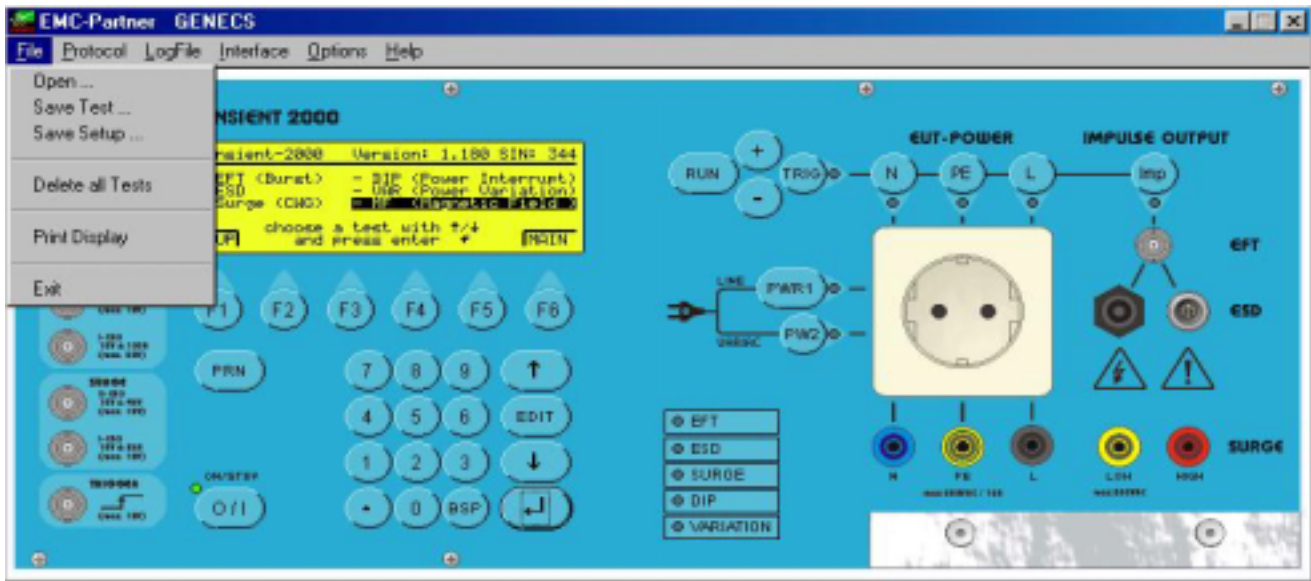 EMC-Partner GENECS
File Protocol LogFile Interface Options Help
Open ...
Save Test ...
Save Setup ...
Delete all Tests
Print Display
Exit
NSIENT 2000
nsient-2000 Version: 1.180 SIN: 344
EFT (Burst) - DIP (Power Interrupt)
ESD - VAR (Power Variation)
Surge (CWG) - MF (Magnetic Field)
choose a test with ↑/↓
UP and press enter MAIN
F1 F2 F3 F4 F5 F6
PRN
7 8 9 ↑
4 5 6 EDIT
1 2 3 ↓
. 0 BSP
ON/STBY
O/I
SURGE
TRIGGER
RUN + TRIG -
EUT-POWER
N PE L
IMPULSE OUTPUT
Imp
EFT
ESD
LINE PWR1
VARIAC PW2
EFT
ESD
SURGE
DIP
VARIATION
N PE L
LOW HIGH
SURGE